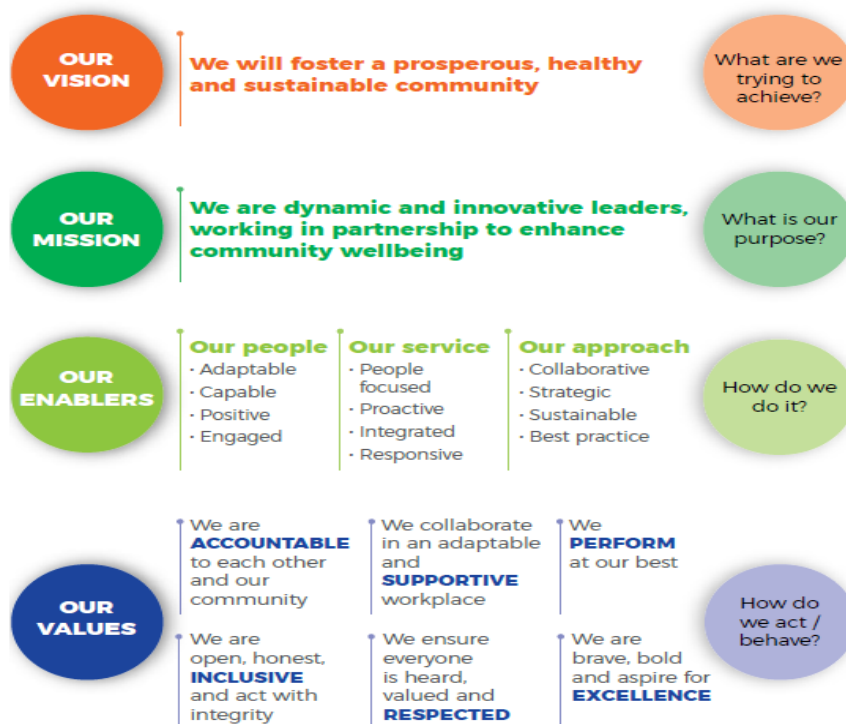 OUR
VISION
We will foster a prosperous, healthy
and sustainable community
What are we
trying to
achieve?
OUR
MISSION
We are dynamic and innovative leaders,
working in partnership to enhance
community wellbeing
What is our
purpose?
OUR
ENABLERS
Our people
· Adaptable
· Capable
· Positive
· Engaged
Our service
· People
focused
· Proactive
· Integrated
· Responsive
Our approach
· Collaborative
· Strategic
· Sustainable
· Best practice
How do we
do it?
OUR
VALUES
We are
ACCOUNTABLE
to each other
and our
community
We collaborate
in an adaptable
and
SUPPORTIVE
workplace
We
PERFORM
at our best
We are
open, honest,
INCLUSIVE
and act with
integrity
We ensure
everyone
is heard,
valued and
RESPECTED
We are
brave, bold
and aspire for
EXCELLENCE
How do
we act /
behave?